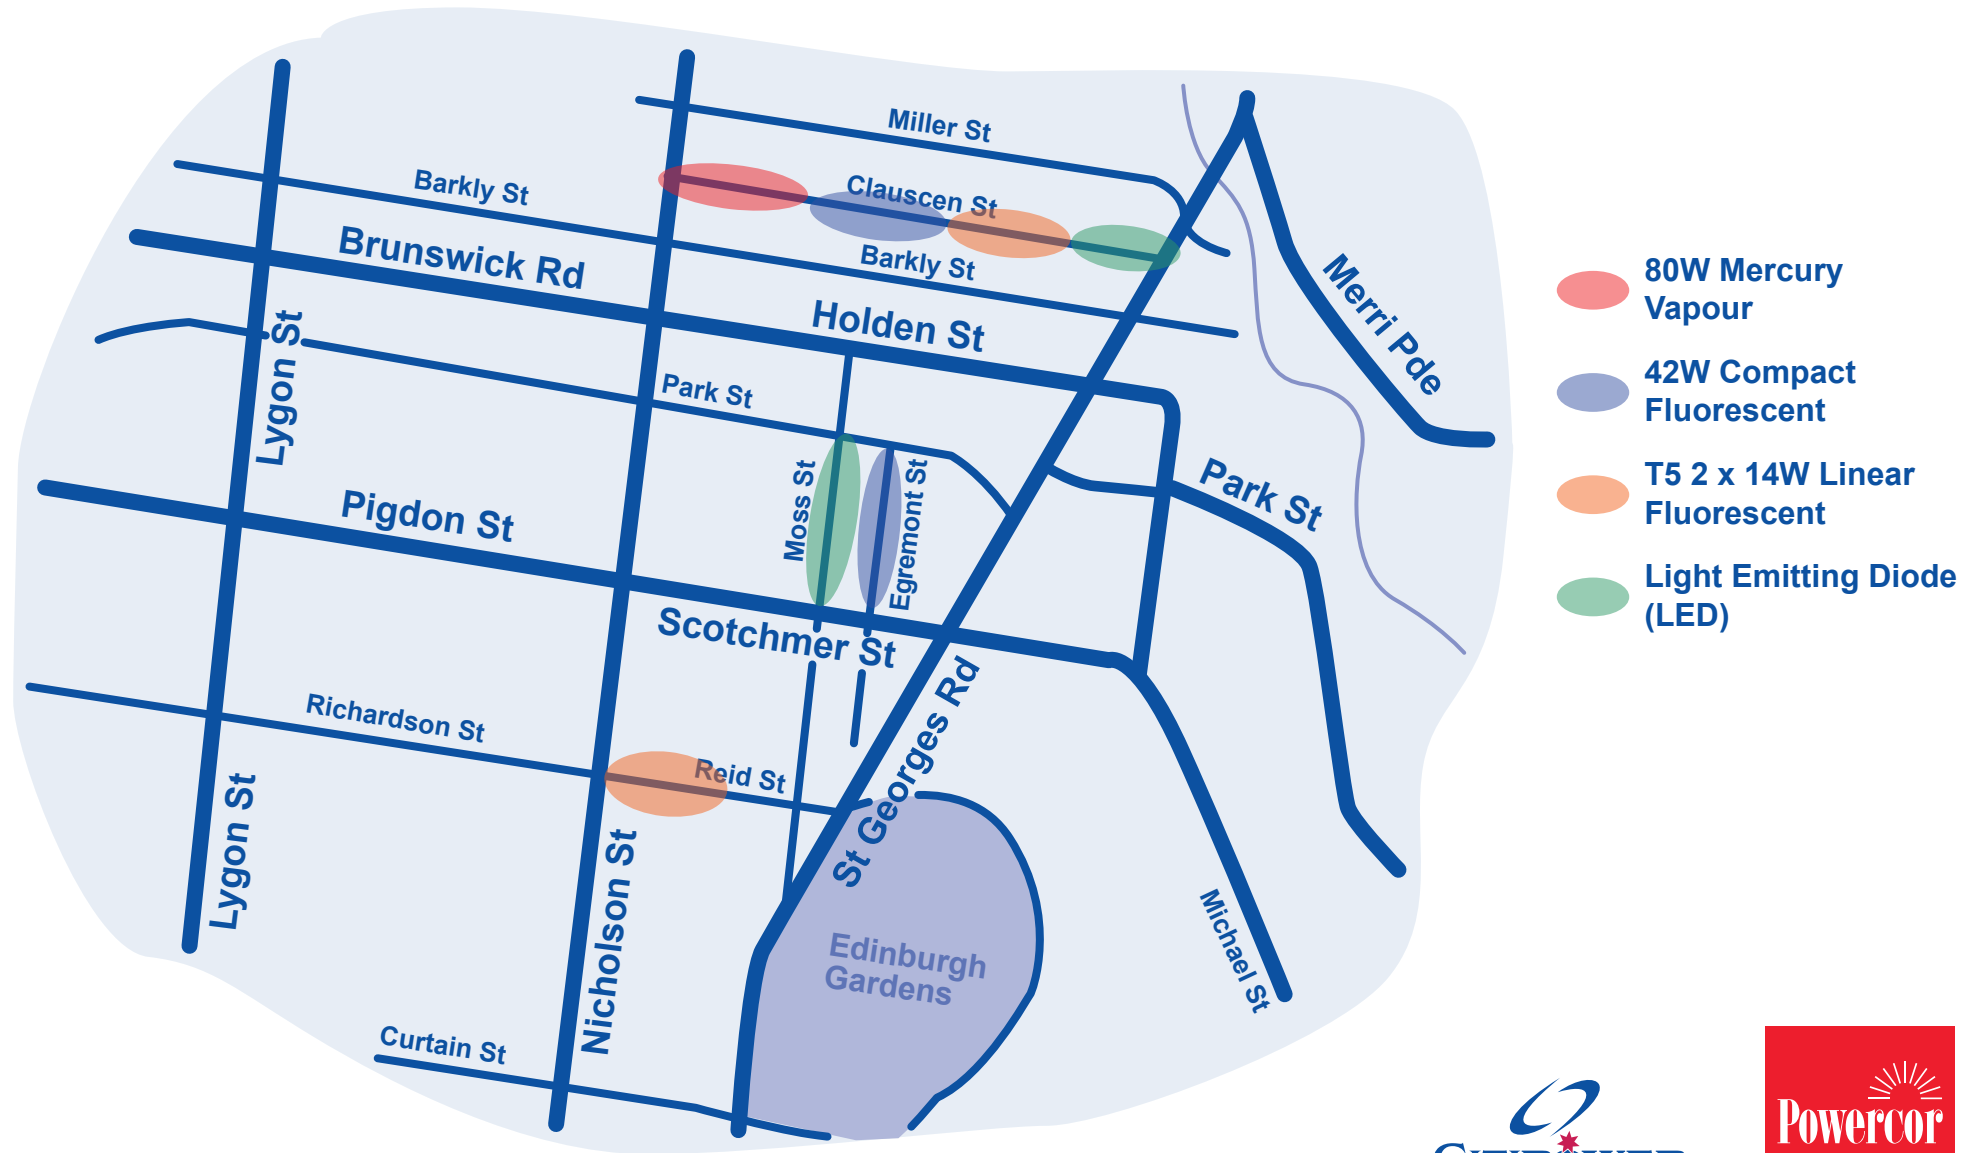 Miller St
Barkly St
Clauscen St
Brunswick Rd
Barkly St
Holden St
Merri Pde
Lygon St
Park St
Park St
Pigdon St
Moss St
Egremont St
Scotchmer St
Richardson St
Reid St
St Georges Rd
Lygon St
Nicholson St
Michael St
Edinburgh
Gardens
Curtain St
80W Mercury
Vapour
42W Compact
Fluorescent
T5 2 x 14W Linear
Fluorescent
Light Emitting Diode
(LED)
Powercor